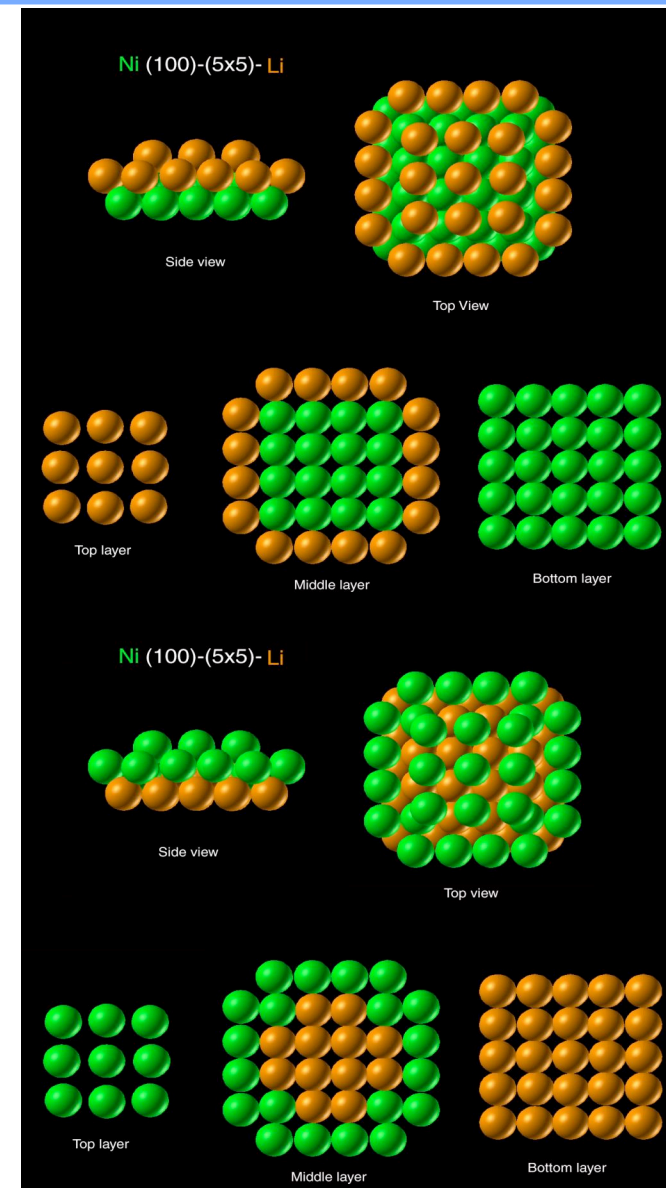 Ni (100)-(5x5)- Li
Side view
Top View
Top layer
Middle layer
Bottom layer
Ni (100)-(5x5)- Li
Side view
Top view
Top layer
Middle layer
Bottom layer